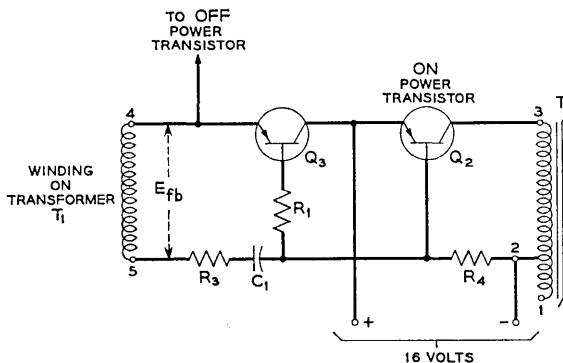 TO OFF
POWER
TRANSISTOR
ON
POWER
TRANSISTOR
4
3
T
Q3
Q2
WINDING
ON
TRANSFORMER
T1
Efb
R1
5
R3
C1
R4
2
1
+
-
16 VOLTS